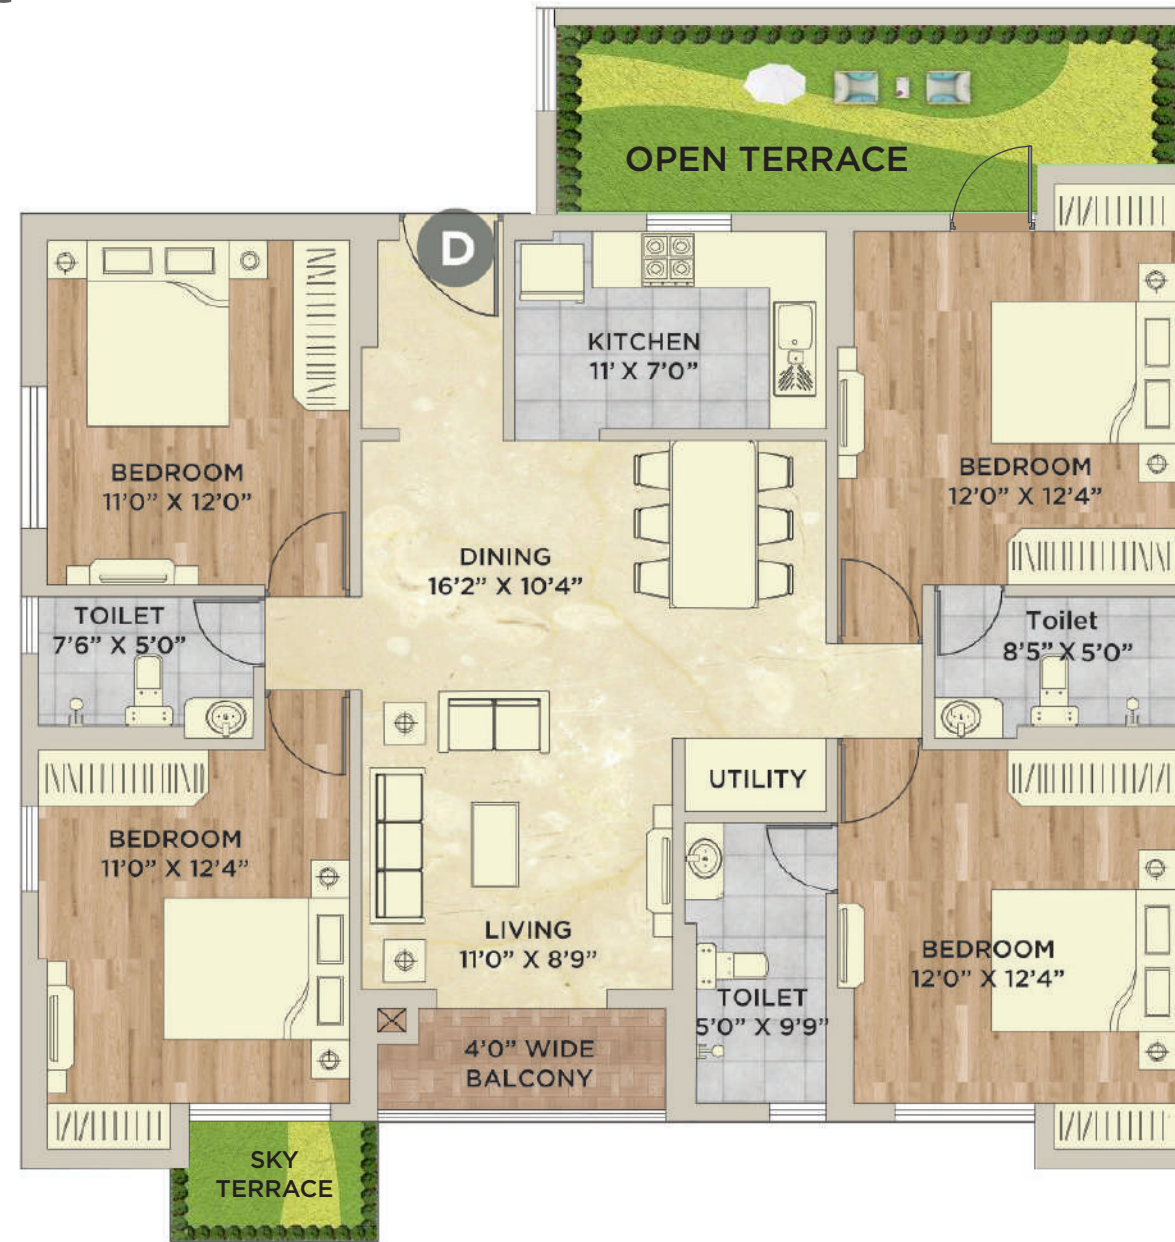 OPEN TERRACE
D
KITCHEN
11' X 7'0”
BEDROOM
11'0” X 12'0”
BEDROOM
12'0” X 12'4”
DINING
16'2” X 10'4”
TOILET
7'6” X 5'0”
Toilet
8'5” X 5'0”
UTILITY
BEDROOM
11'0” X 12'4”
LIVING
11'0” X 8'9”
BEDROOM
12'0” X 12'4”
TOILET
5'0” X 9'9”
4'0” WIDE
BALCONY
SKY
TERRACE